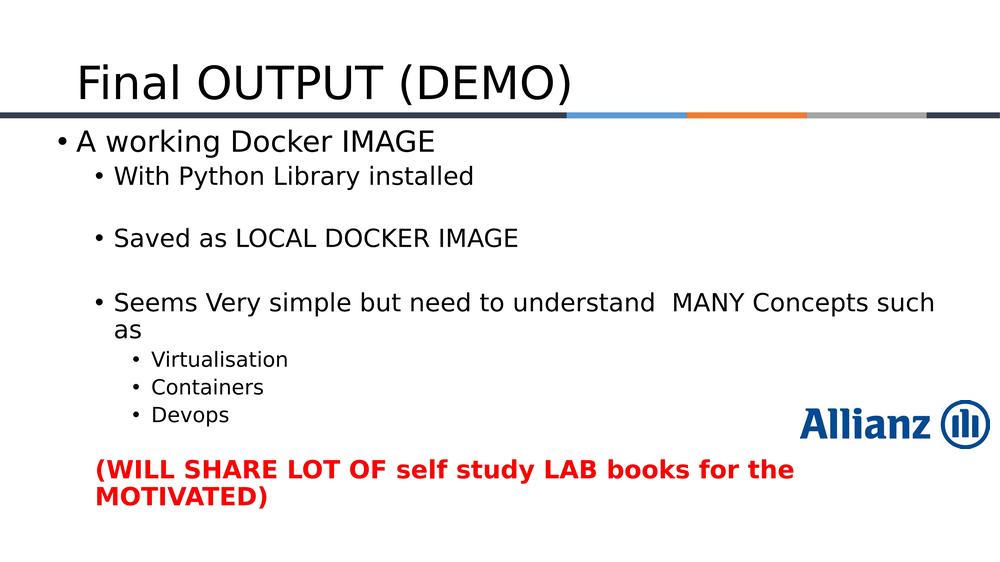 Final OUTPUT (DEMO)
• A working Docker IMAGE
• With Python Library installed
• Saved as LOCAL DOCKER IMAGE
• Seems Very simple but need to understand  MANY Concepts such
as
• Virtualisation
• Containers
• Devops
Allianz
(WILL SHARE LOT OF self study LAB books for the
MOTIVATED)